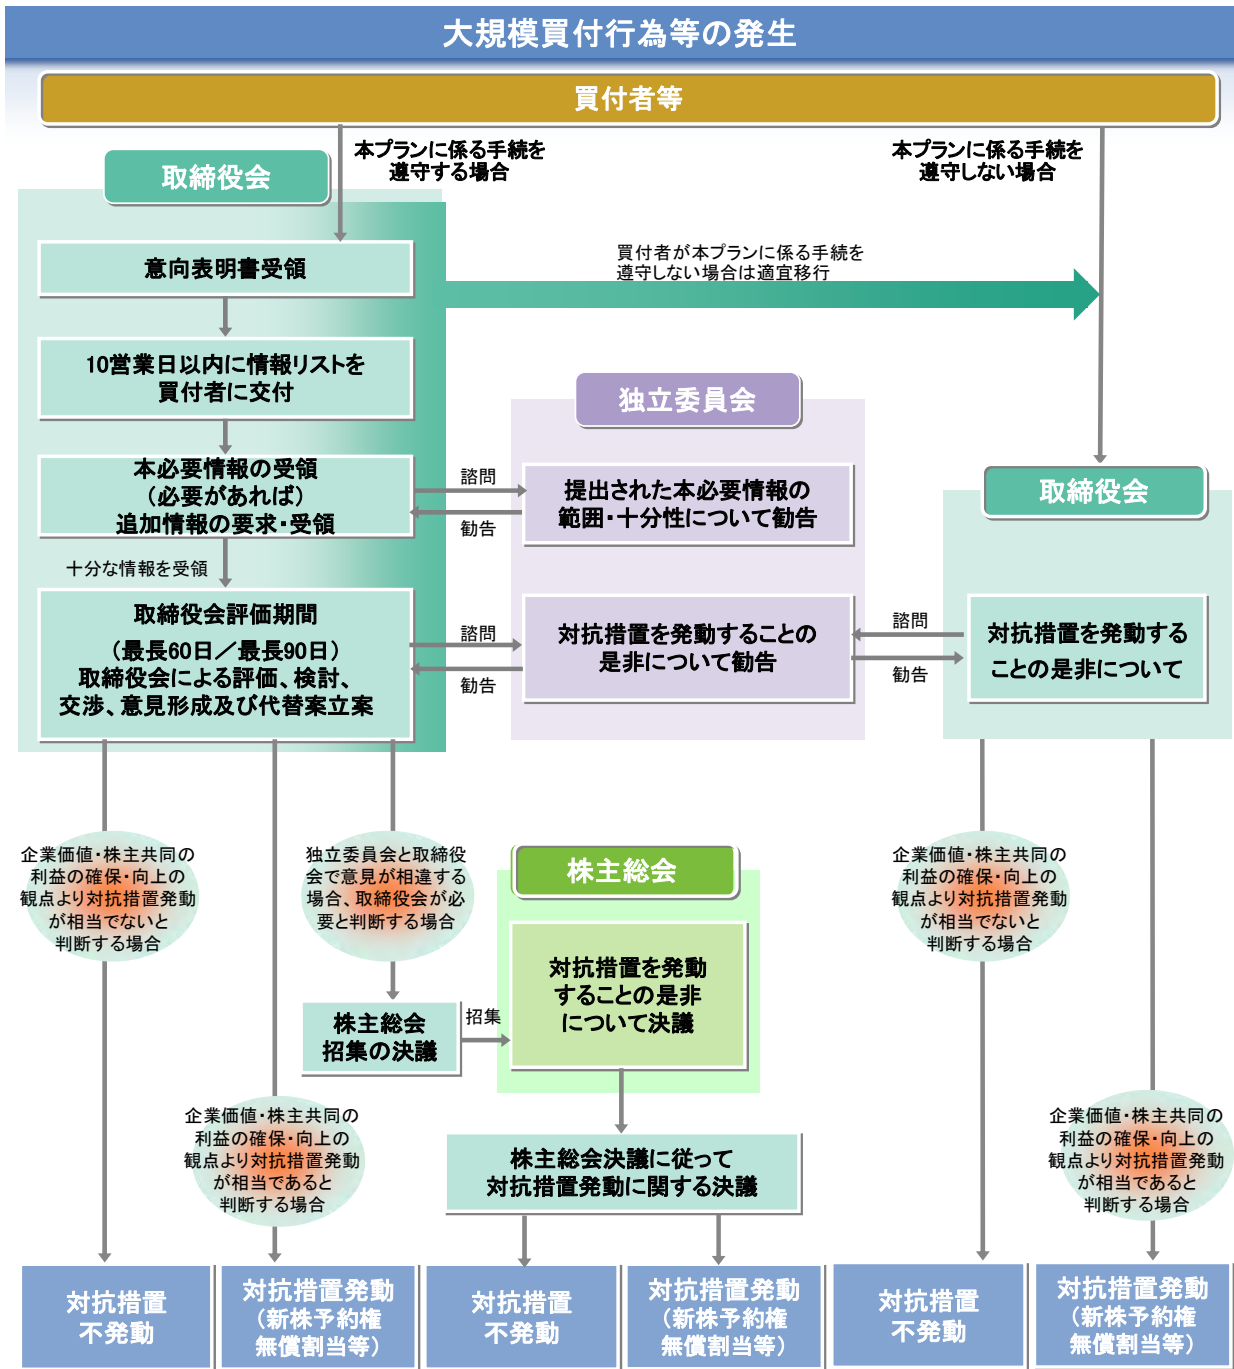 大規模買付行為等の発生
買付者等
本プランに係る手続を
遵守する場合
本プランに係る手続を
遵守しない場合
取締役会
意向表明書受領
買付者が本プランに係る手続を
遵守しない場合は適宜移行
10営業日以内に情報リストを
買付者に交付
独立委員会
本必要情報の受領
（必要があれば）
追加情報の要求・受領
諮問
勧告
提出された本必要情報の
範囲・十分性について勧告
取締役会
十分な情報を受領
取締役会評価期間
（最長60日／最長90日）
取締役会による評価、検討、
交渉、意見形成及び代替案立案
諮問
勧告
対抗措置を発動することの
是非について勧告
諮問
勧告
対抗措置を発動する
ことの是非について
企業価値・株主共同の
利益の確保・向上の
観点より対抗措置発動
が相当でないと
判断する場合
独立委員会と取締役
会で意見が相違する
場合、取締役会が必
要と判断する場合
株主総会
企業価値・株主共同の
利益の確保・向上の
観点より対抗措置発動
が相当でないと
判断する場合
対抗措置を発動
することの是非
について決議
株主総会
招集の決議
招集
企業価値・株主共同の
利益の確保・向上の
観点より対抗措置発動
が相当であると
判断する場合
株主総会決議に従って
対抗措置発動に関する決議
企業価値・株主共同の
利益の確保・向上の
観点より対抗措置発動
が相当であると
判断する場合
対抗措置
不発動
対抗措置発動
（新株予約権
無償割当等）
対抗措置
不発動
対抗措置発動
（新株予約権
無償割当等）
対抗措置
不発動
対抗措置発動
（新株予約権
無償割当等）